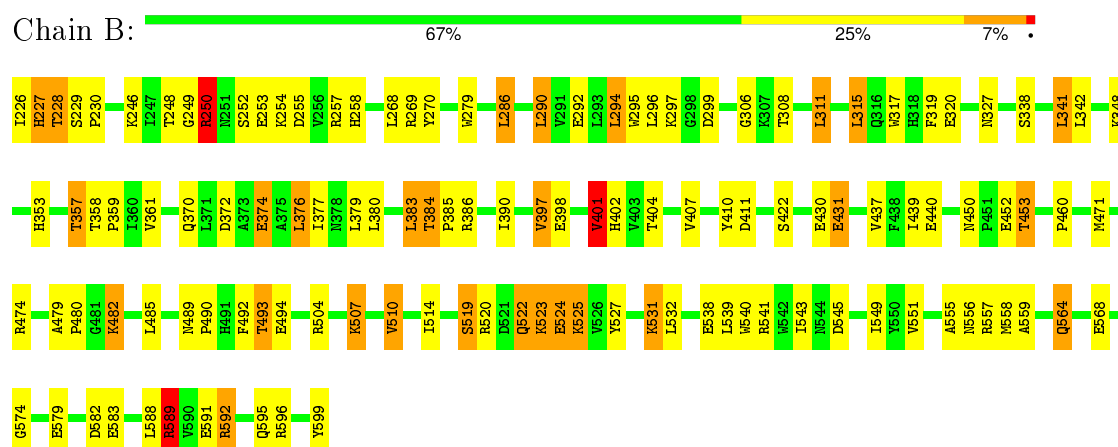 Chain B:
67% 25% 7% •
I226 H227 T228 S229 P230 K246 I247 T248 G249 R250 N251 S252 E253 K254 D255 V256 R257 H258 L268 R269 Y270 W279 L286 L290 V291 E292 L293 L294 W295 L296 K297 G298 D299 G306 K307 T308 L311 L315 Q316 W317 H318 F319 E320 N327 S338 L341 L342 K348
H353 T357 T358 P359 I360 V361 Q370 L371 D372 A373 E374 A375 L376 I377 N378 L379 L380 L383 T384 P385 R386 I390 V397 E398 V401 H402 V403 T404 V407 Y410 D411 S422 E430 E431 V437 F438 I439 E440 N450 P451 E452 T453 P460 M471
R474 A479 P480 G481 K482 L485 N489 P490 H491 F492 T493 E494 R504 K507 V510 I514 S519 R520 D521 Q522 K523 E524 K525 V526 Y527 K531 L532 E538 L539 W540 R541 W542 I543 N544 D545 I549 Y550 V551 A555 N556 R557 M558 A559 Q564 E568
G574 E579 D582 E583 L588 R589 V590 E591 R592 Q595 R596 Y599